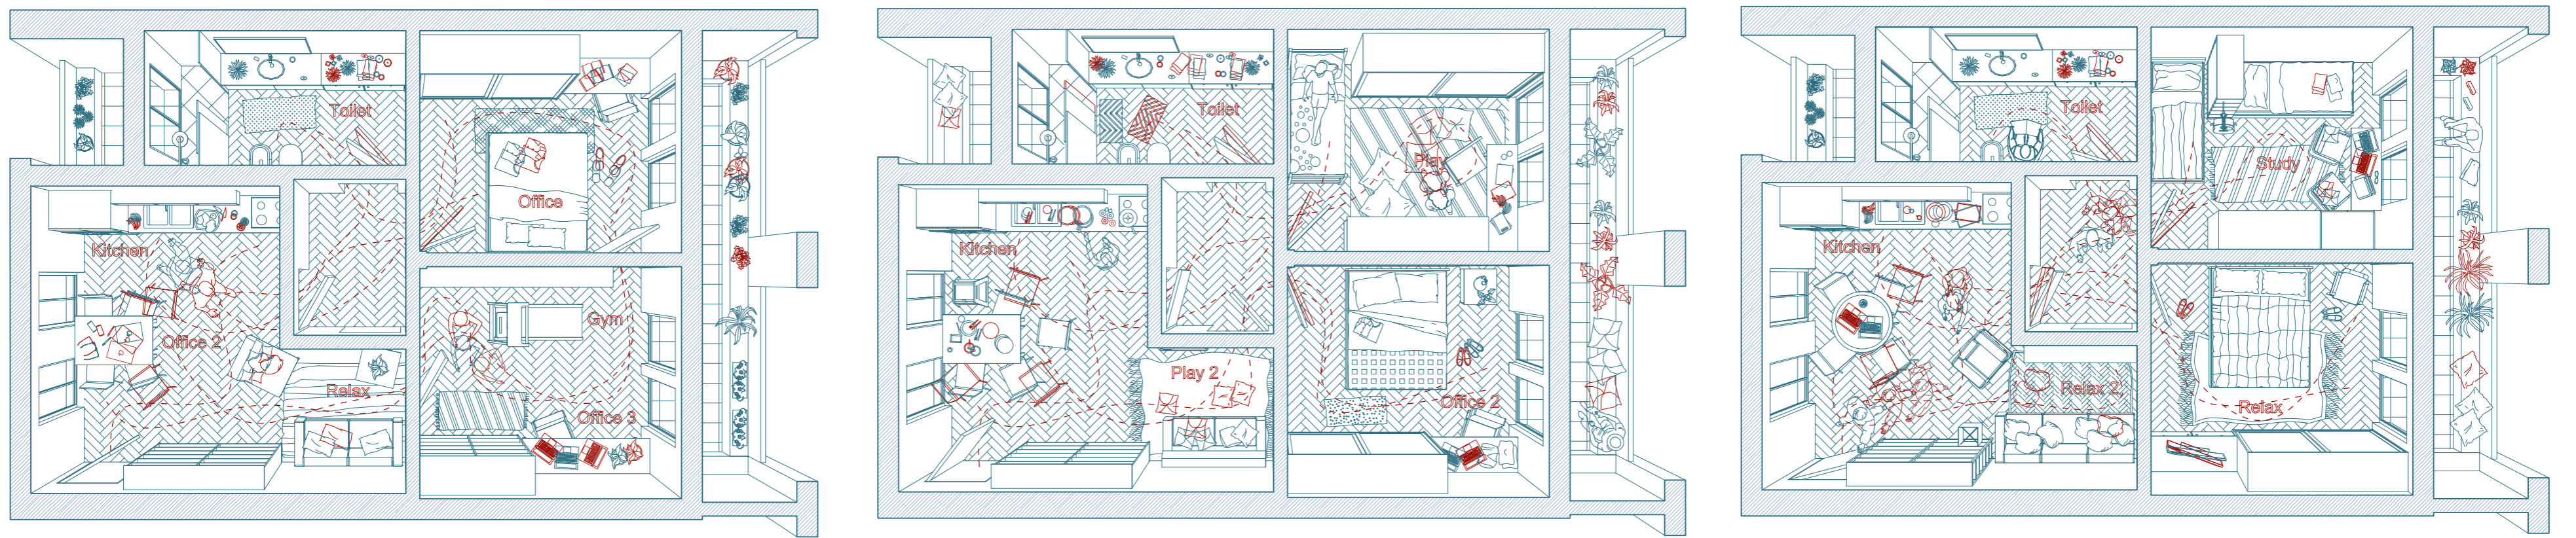 Toilet
Office
Kitchen
Office 2
Relax
Gym
Office 3
Toilet
Play
Kitchen
Play 2
Office 2
Toilet
Study
Kitchen
Relax 2
Relax